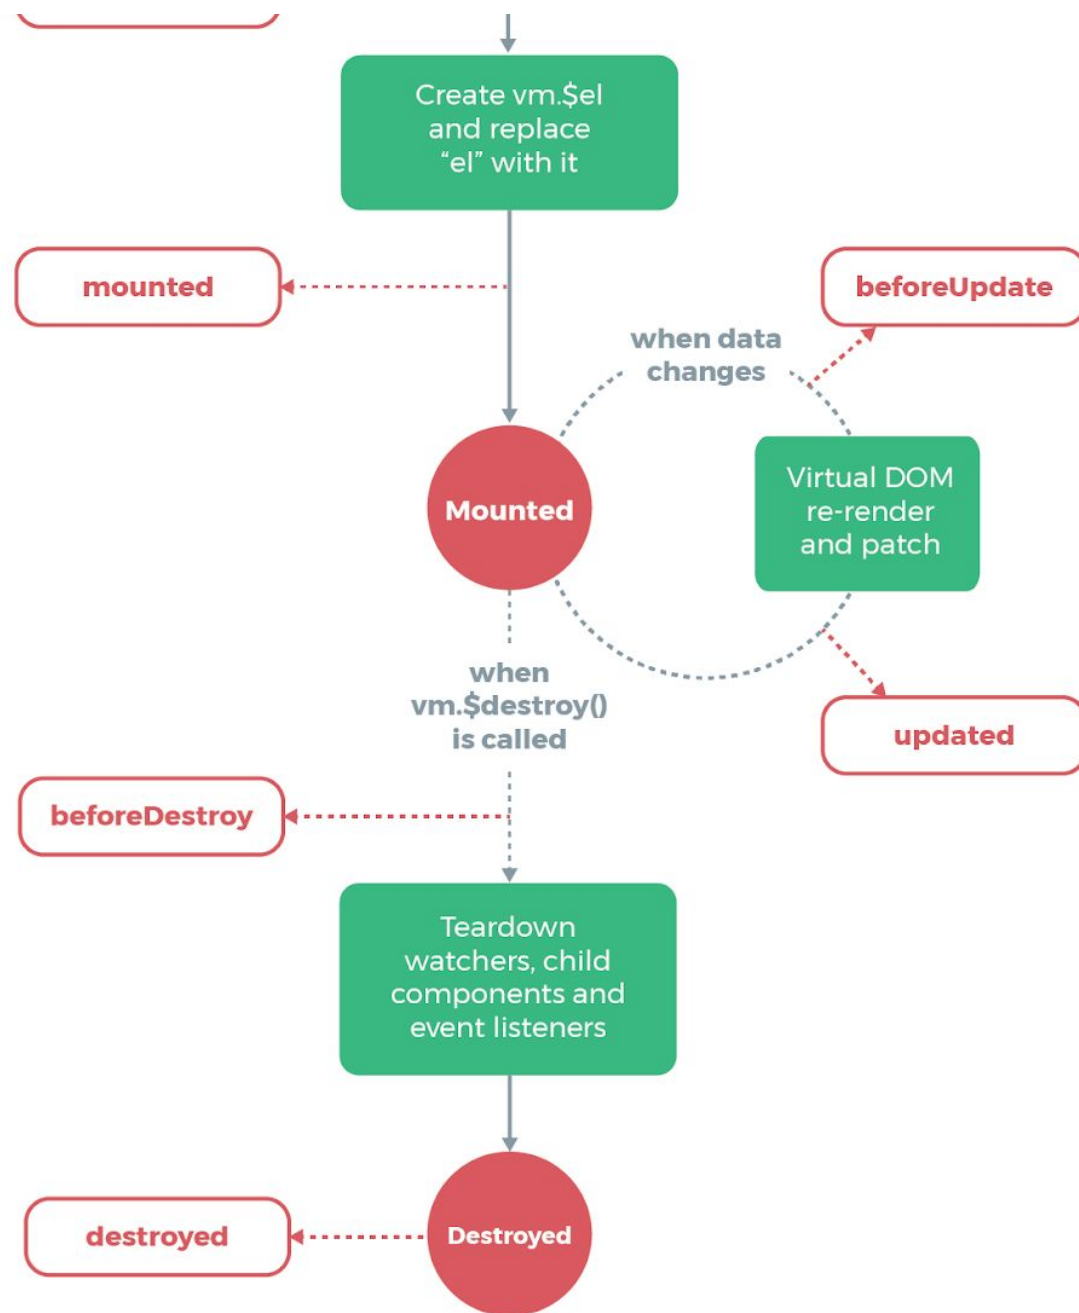 Create vm.$el
and replace
“el” with it
mounted
beforeUpdate
when data
changes
Mounted
Virtual DOM
re-render
and patch
when
vm.$destroy()
is called
updated
beforeDestroy
Teardown
watchers, child
components and
event listeners
destroyed
Destroyed